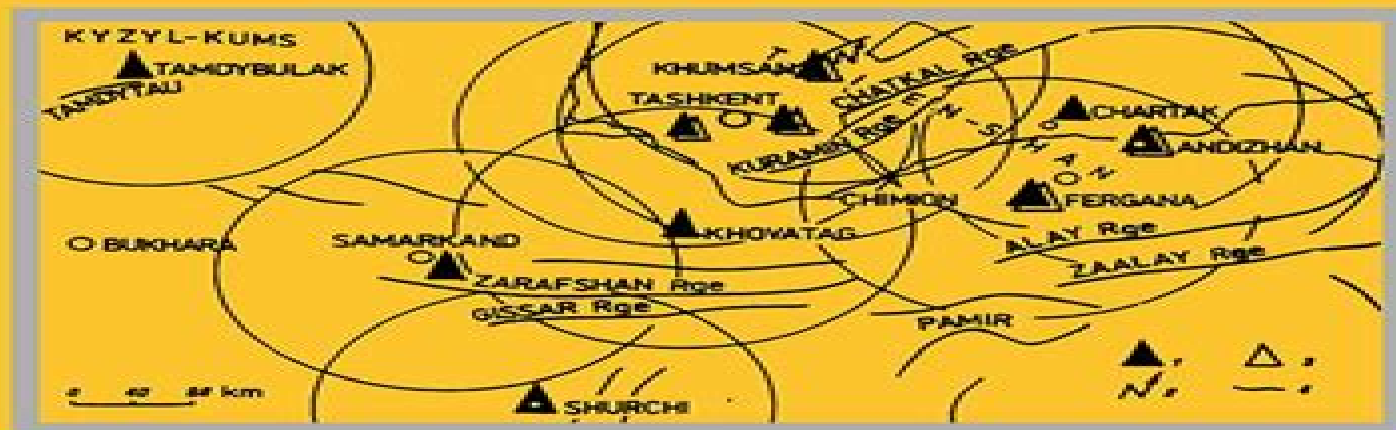 KYZYL-KUMS
TAMDYBULAK
TAMDYTAU
KHUMSAN
TASHKENT
CHATKAL Rge
KURAMIN Rge
CHARTAK
ANDIZHAN
CHIMION
FERGANA
KHOVATAG
BUKHARA
SAMARKAND
ALAY Rge
ZAALAY Rge
ZARAFSHAN Rge
GISSAR Rge
PAMIR
SHURCHI
km